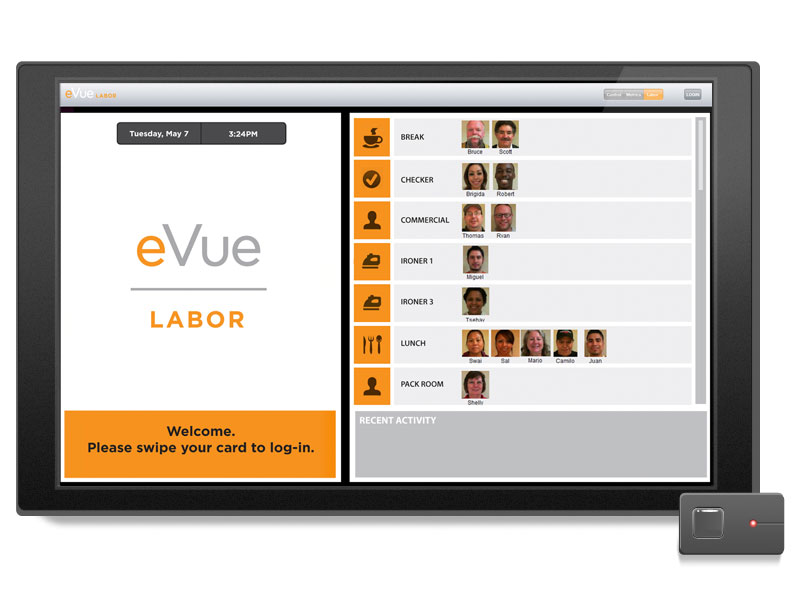 eVue LABOR
Control Metrics Labor LOGIN
Tuesday, May 7 3:24PM
eVue
LABOR
Welcome.
Please swipe your card to log-in.
BREAK
Bruce Scott
CHECKER
Brigida Robert
COMMERCIAL
Thomas Ryan
IRONER 1
Miguel
IRONER 3
Tsehay
LUNCH
Swai Sal Mario Camilo Juan
PACK ROOM
Shelly
RECENT ACTIVITY